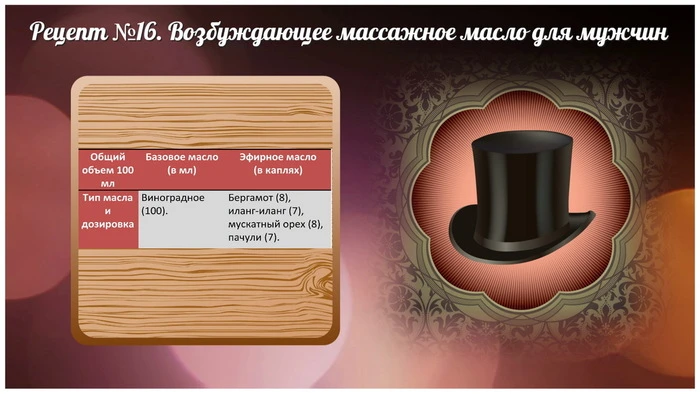 Рецепт №16. Возбуждающее массажное масло для мужчин
Общий объем 100 мл
Базовое масло (в мл)
Эфирное масло (в каплях)
Тип масла и дозировка
Виноградное (100).
Бергамот (8),
иланг-иланг (7),
мускатный орех (8),
пачули (7).